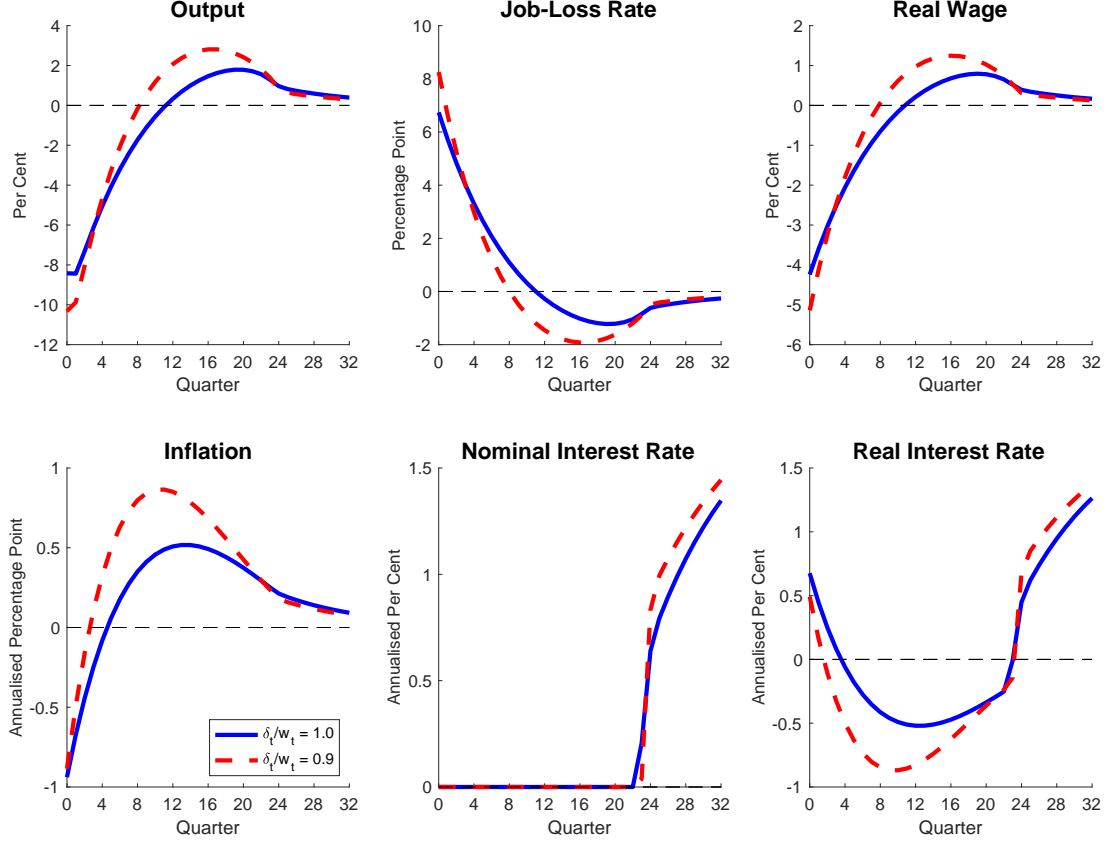 Output
Per Cent
4
2
0
-2
-4
-6
-8
-10
-12
0 4 8 12 16 20 24 28 32
Quarter
Job-Loss Rate
Percentage Point
10
8
6
4
2
0
-2
0 4 8 12 16 20 24 28 32
Quarter
Real Wage
Per Cent
2
1
0
-1
-2
-3
-4
-5
-6
0 4 8 12 16 20 24 28 32
Quarter
Inflation
Annualised Percentage Point
1
0.5
0
-0.5
-1
0 4 8 12 16 20 24 28 32
Quarter
δ_t/w_t = 1.0
δ_t/w_t = 0.9
Nominal Interest Rate
Annualised Per Cent
1.5
1
0.5
0
0 4 8 12 16 20 24 28 32
Quarter
Real Interest Rate
Annualised Per Cent
1.5
1
0.5
0
-0.5
-1
0 4 8 12 16 20 24 28 32
Quarter